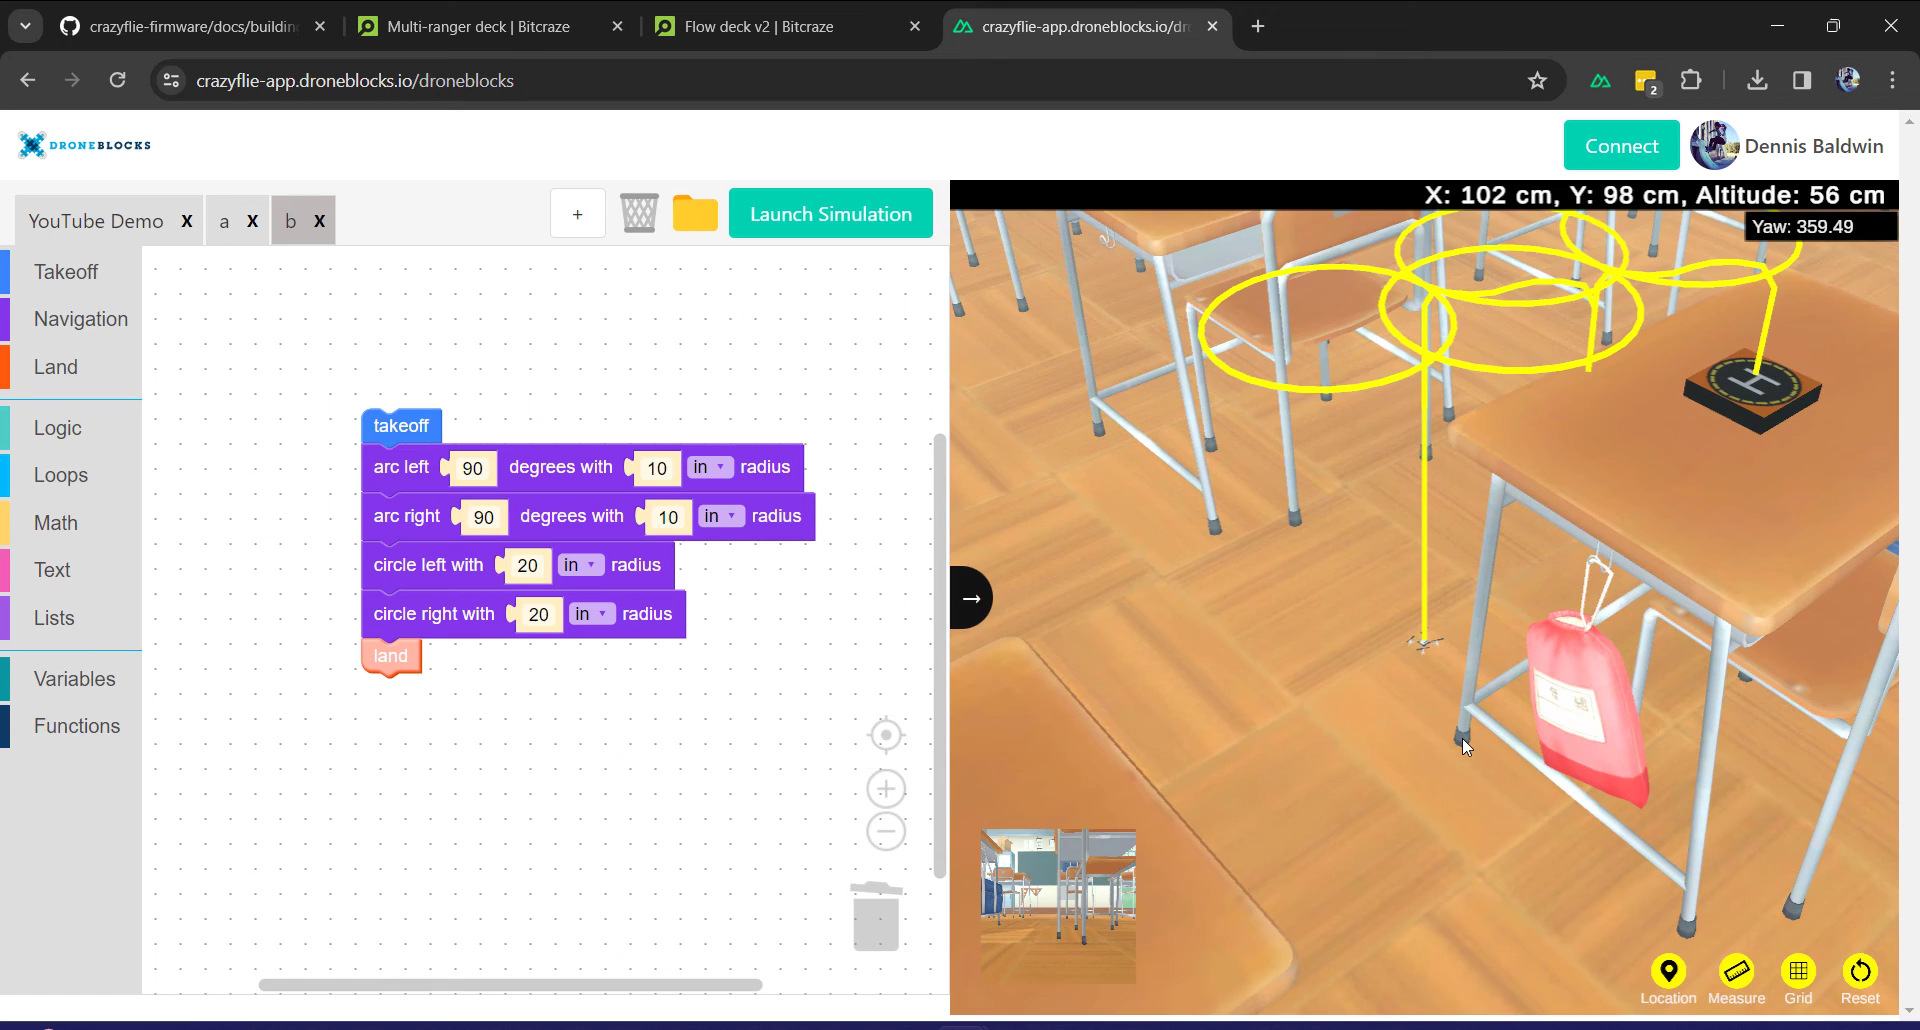 crazyflie-firmware/docs/buildin
Multi-ranger deck | Bitcraze
Flow deck v2 | Bitcraze
crazyflie-app.droneblocks.io/dr
crazyflie-app.droneblocks.io/droneblocks
2
DRONEBLOCKS
Connect
Dennis Baldwin
YouTube Demo X
a X
b X
+
Launch Simulation
X: 102 cm, Y: 98 cm, Altitude: 56 cm
Yaw: 359.49
Takeoff
Navigation
Land
Logic
Loops
Math
Text
Lists
Variables
Functions
takeoff
arc left 90 degrees with 10 in radius
arc right 90 degrees with 10 in radius
circle left with 20 in radius
circle right with 20 in radius
land
H
Location
Measure
Grid
Reset